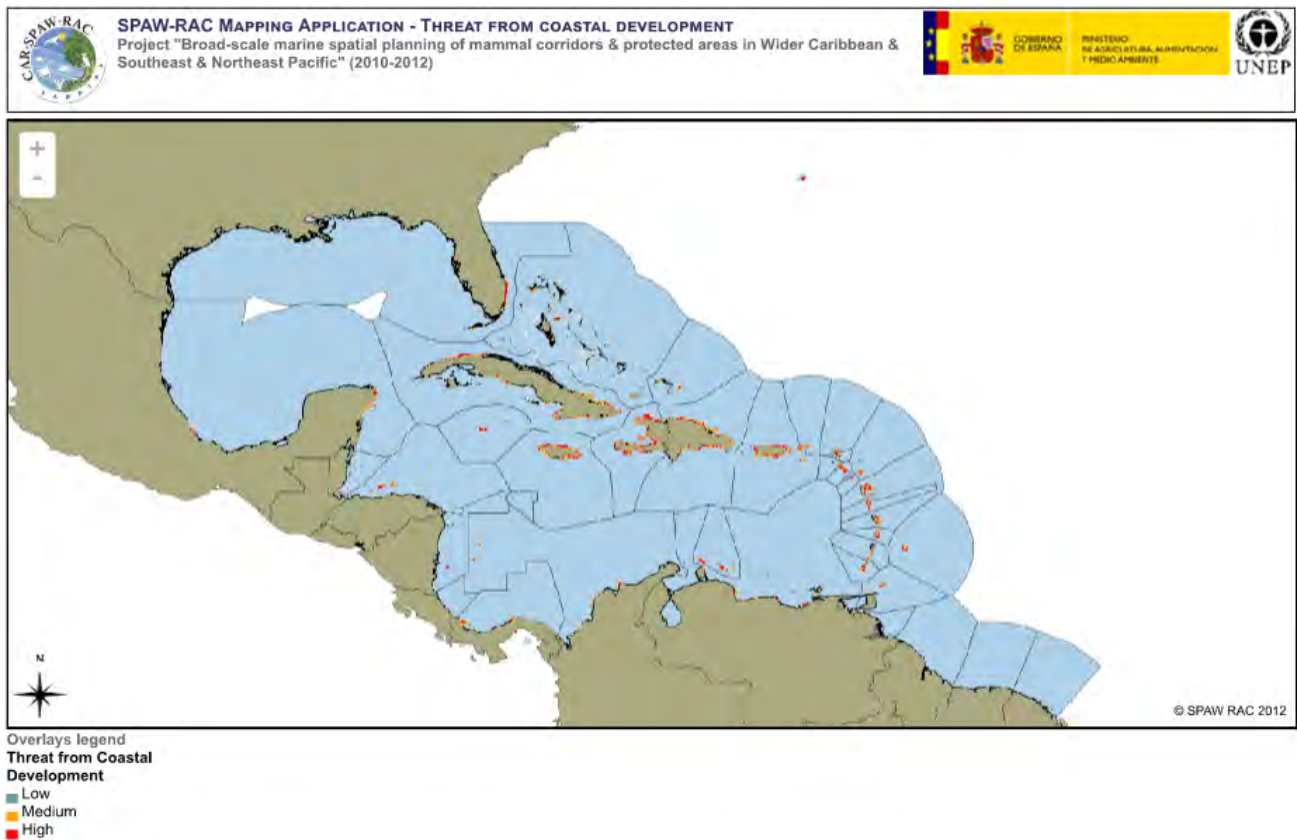 CAR-SPAW-RAC
SPAW-RAC MAPPING APPLICATION - THREAT FROM COASTAL DEVELOPMENT
Project "Broad-scale marine spatial planning of mammal corridors & protected areas in Wider Caribbean &
Southeast & Northeast Pacific" (2010-2012)
GOBIERNO
DE ESPAÑA
MINISTERIO
DE AGRICULTURA, ALIMENTACIÓN
Y MEDIO AMBIENTE
UNEP
+
-
N
© SPAW RAC 2012
Overlays legend
Threat from Coastal
Development
Low
Medium
High